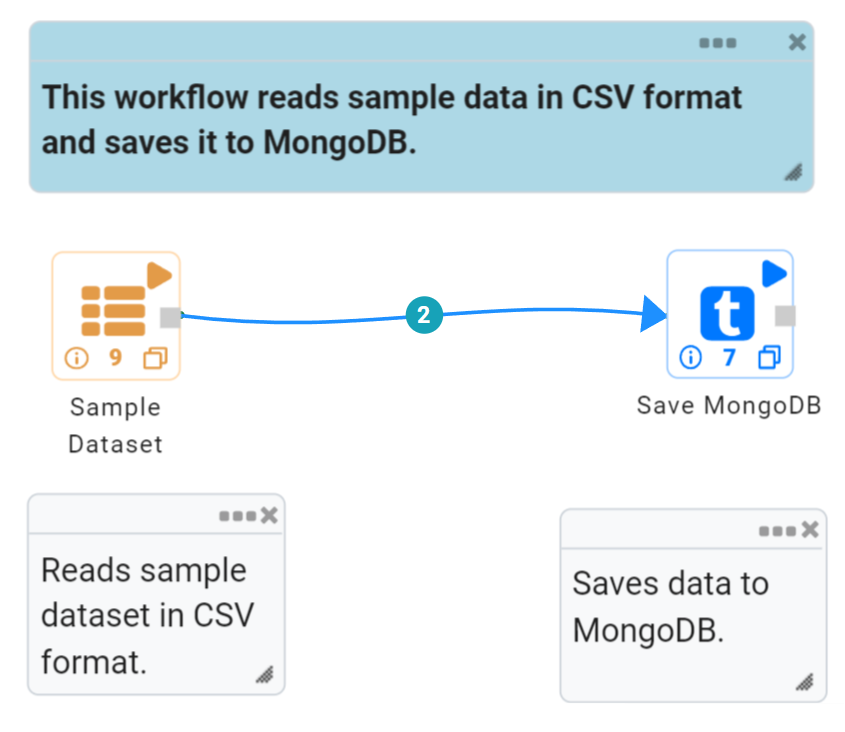 This workflow reads sample data in CSV format
and saves it to MongoDB.
2
9
t
7
Sample
Dataset
Save MongoDB
Reads sample
dataset in CSV
format.
Saves data to
MongoDB.